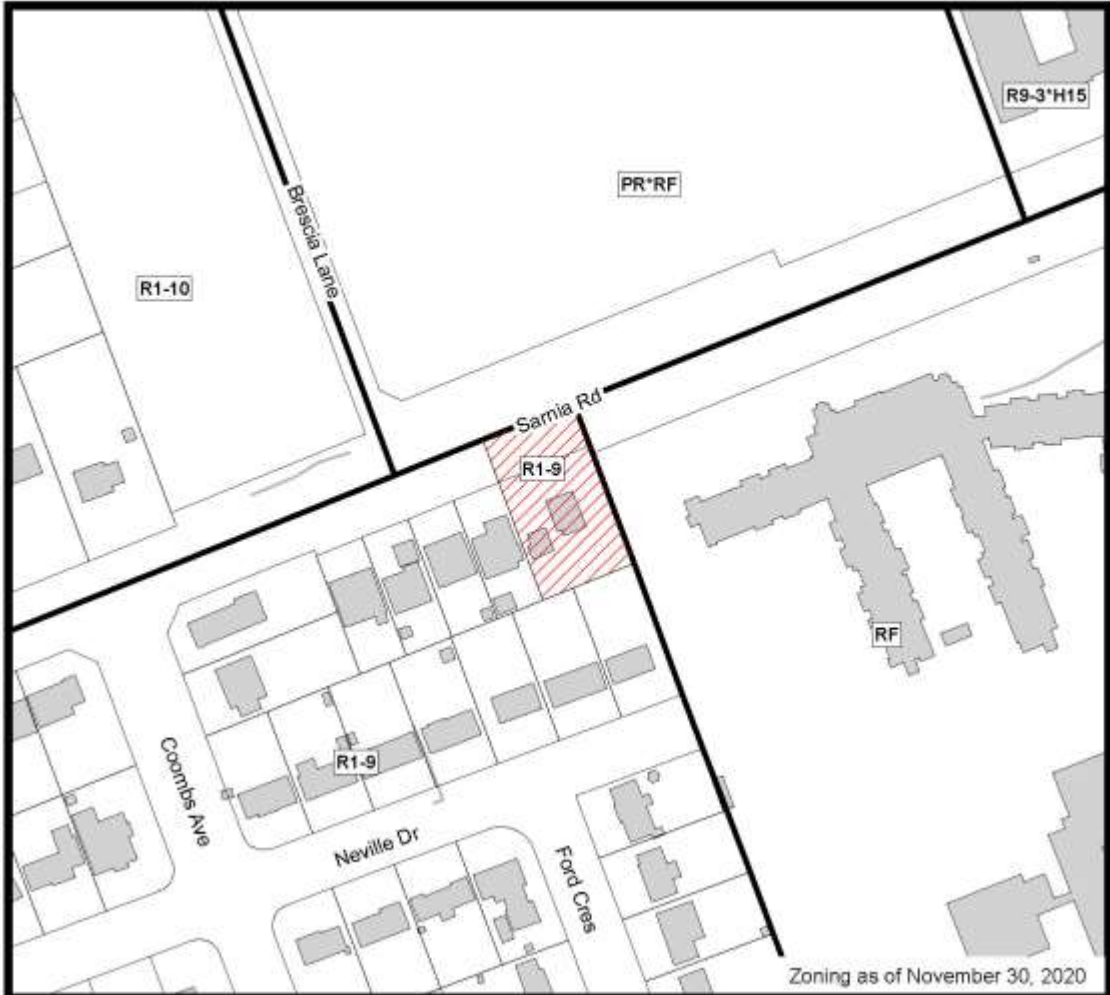 R9-3*H15
PR*RF
Brescia Lane
R1-10
Sarnia Rd
R1-9
RF
R1-9
Coombs Ave
Neville Dr
Ford Cres
Zoning as of November 30, 2020